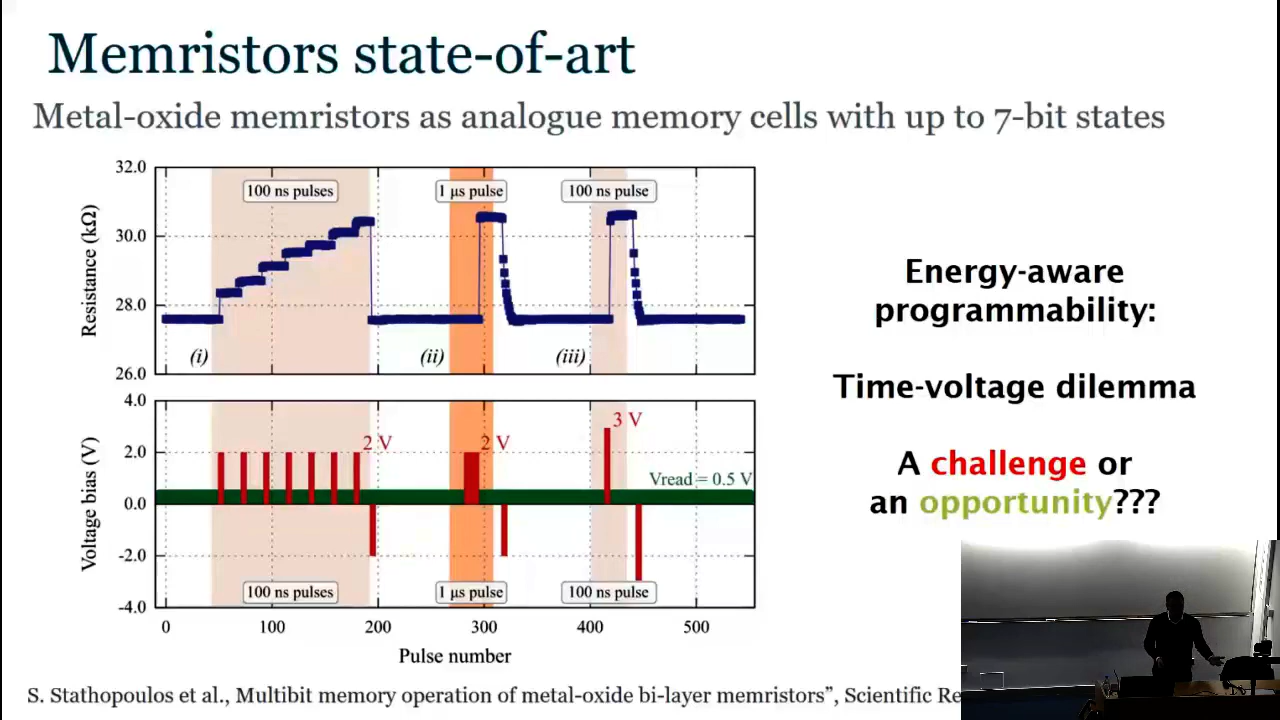 Memristors state-of-art
Metal-oxide memristors as analogue memory cells with up to 7-bit states
32.0
30.0
28.0
26.0
Resistance (kΩ)
100 ns pulses
1 μs pulse
100 ns pulse
(i)
(ii)
(iii)
4.0
2.0
0.0
-2.0
-4.0
Voltage bias (V)
2 V
2 V
3 V
Vread = 0.5 V
100 ns pulses
1 μs pulse
100 ns pulse
0
100
200
300
400
500
Pulse number
Energy-aware
programmability:
Time-voltage dilemma
A challenge or
an opportunity???
S. Stathopoulos et al., Multibit memory operation of metal-oxide bi-layer memristors”, Scientific